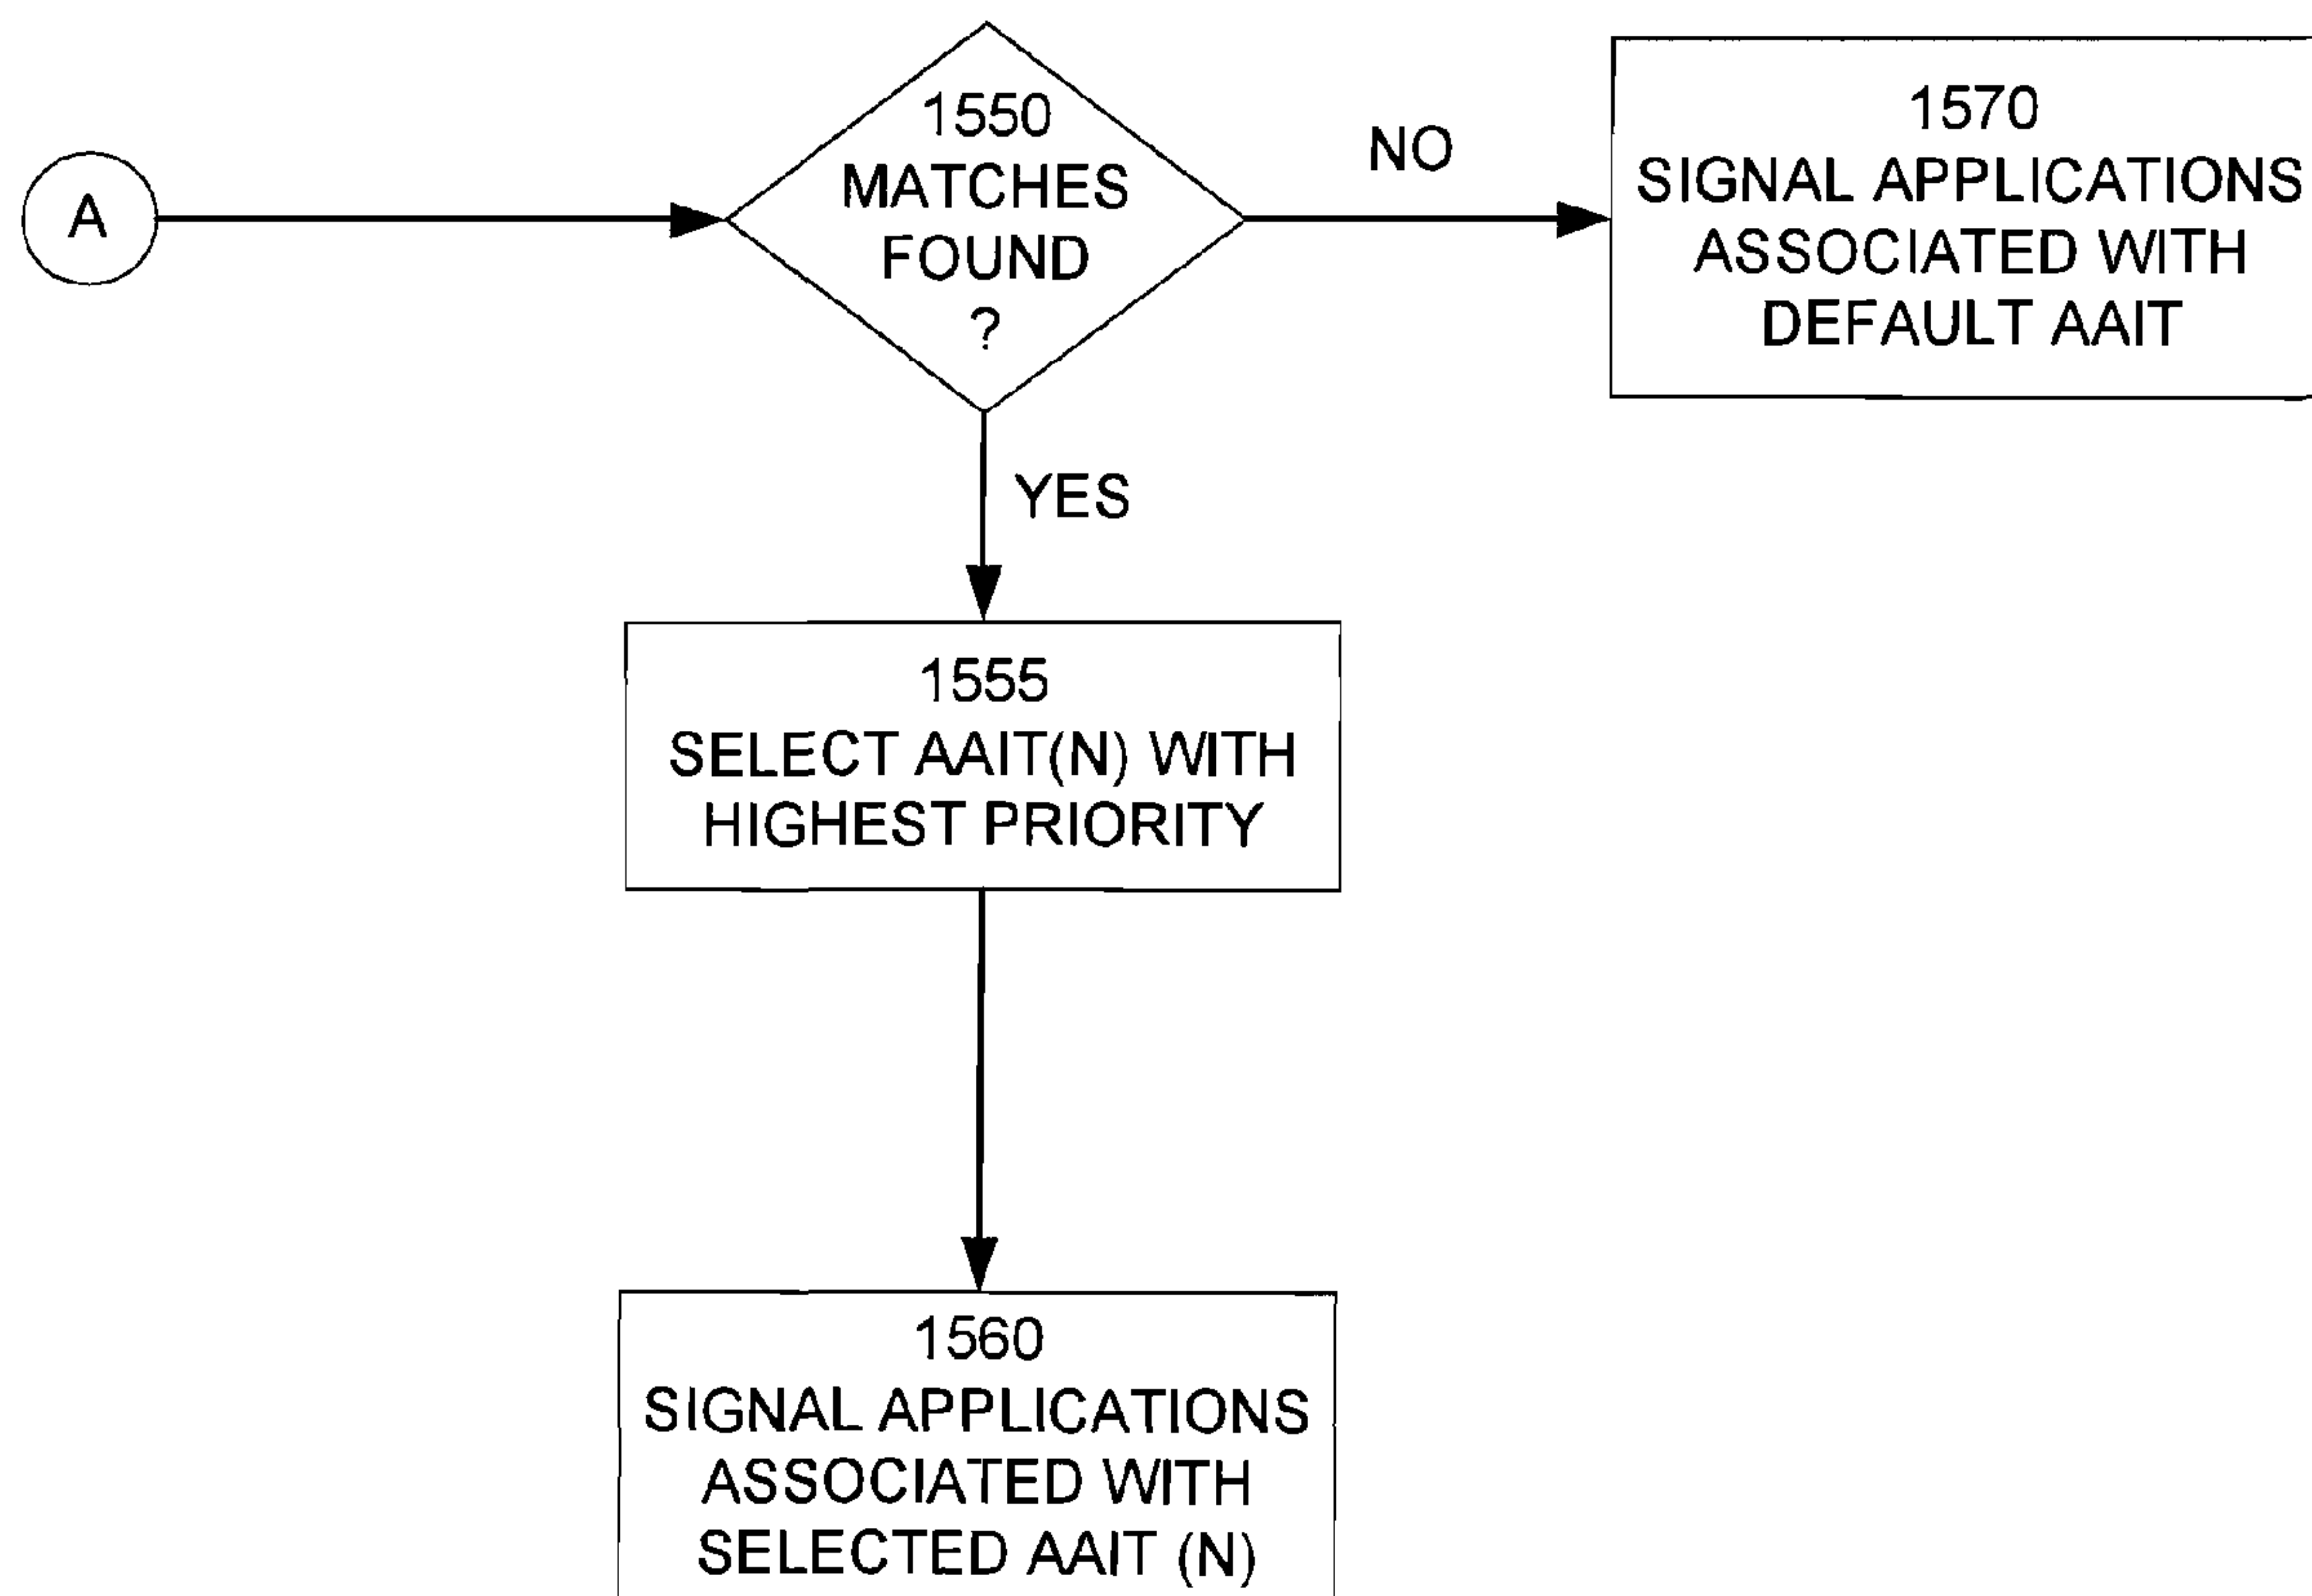 A
1550
MATCHES
FOUND
?
NO
1570
SIGNAL APPLICATIONS
ASSOCIATED WITH
DEFAULT AAIT
YES
1555
SELECT AAIT(N) WITH
HIGHEST PRIORITY
1560
SIGNAL APPLICATIONS
ASSOCIATED WITH
SELECTED AAIT (N)